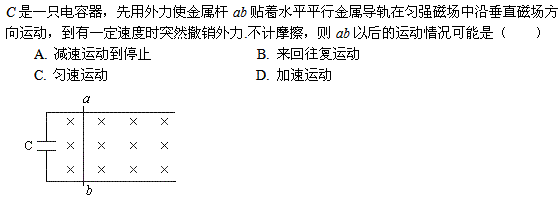 C是一只电容器，先用外力使金属杆 ab 贴着水平平行金属导轨在匀强磁场中沿垂直磁场方
向运动，到有一定速度时突然撤销外力.不计摩擦，则 ab 以后的运动情况可能是（　　）
A. 减速运动到停止　　B. 来回往复运动
C. 匀速运动　　D. 加速运动
a
C
b